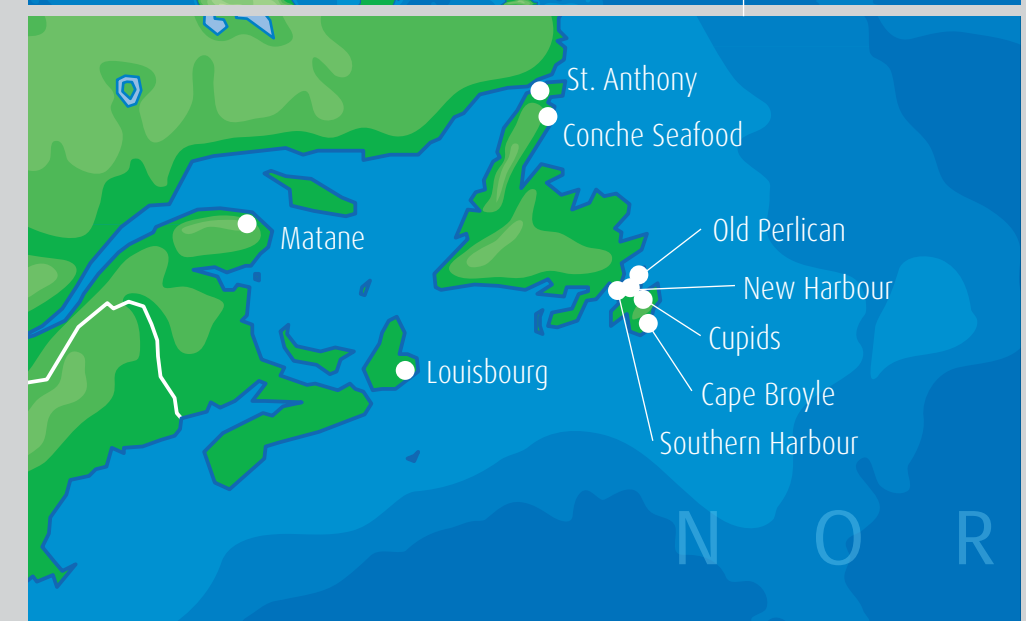 St. Anthony
Conche Seafood
Old Perlican
Matane
New Harbour
Cupids
Louisbourg
Cape Broyle
Southern Harbour
N O R